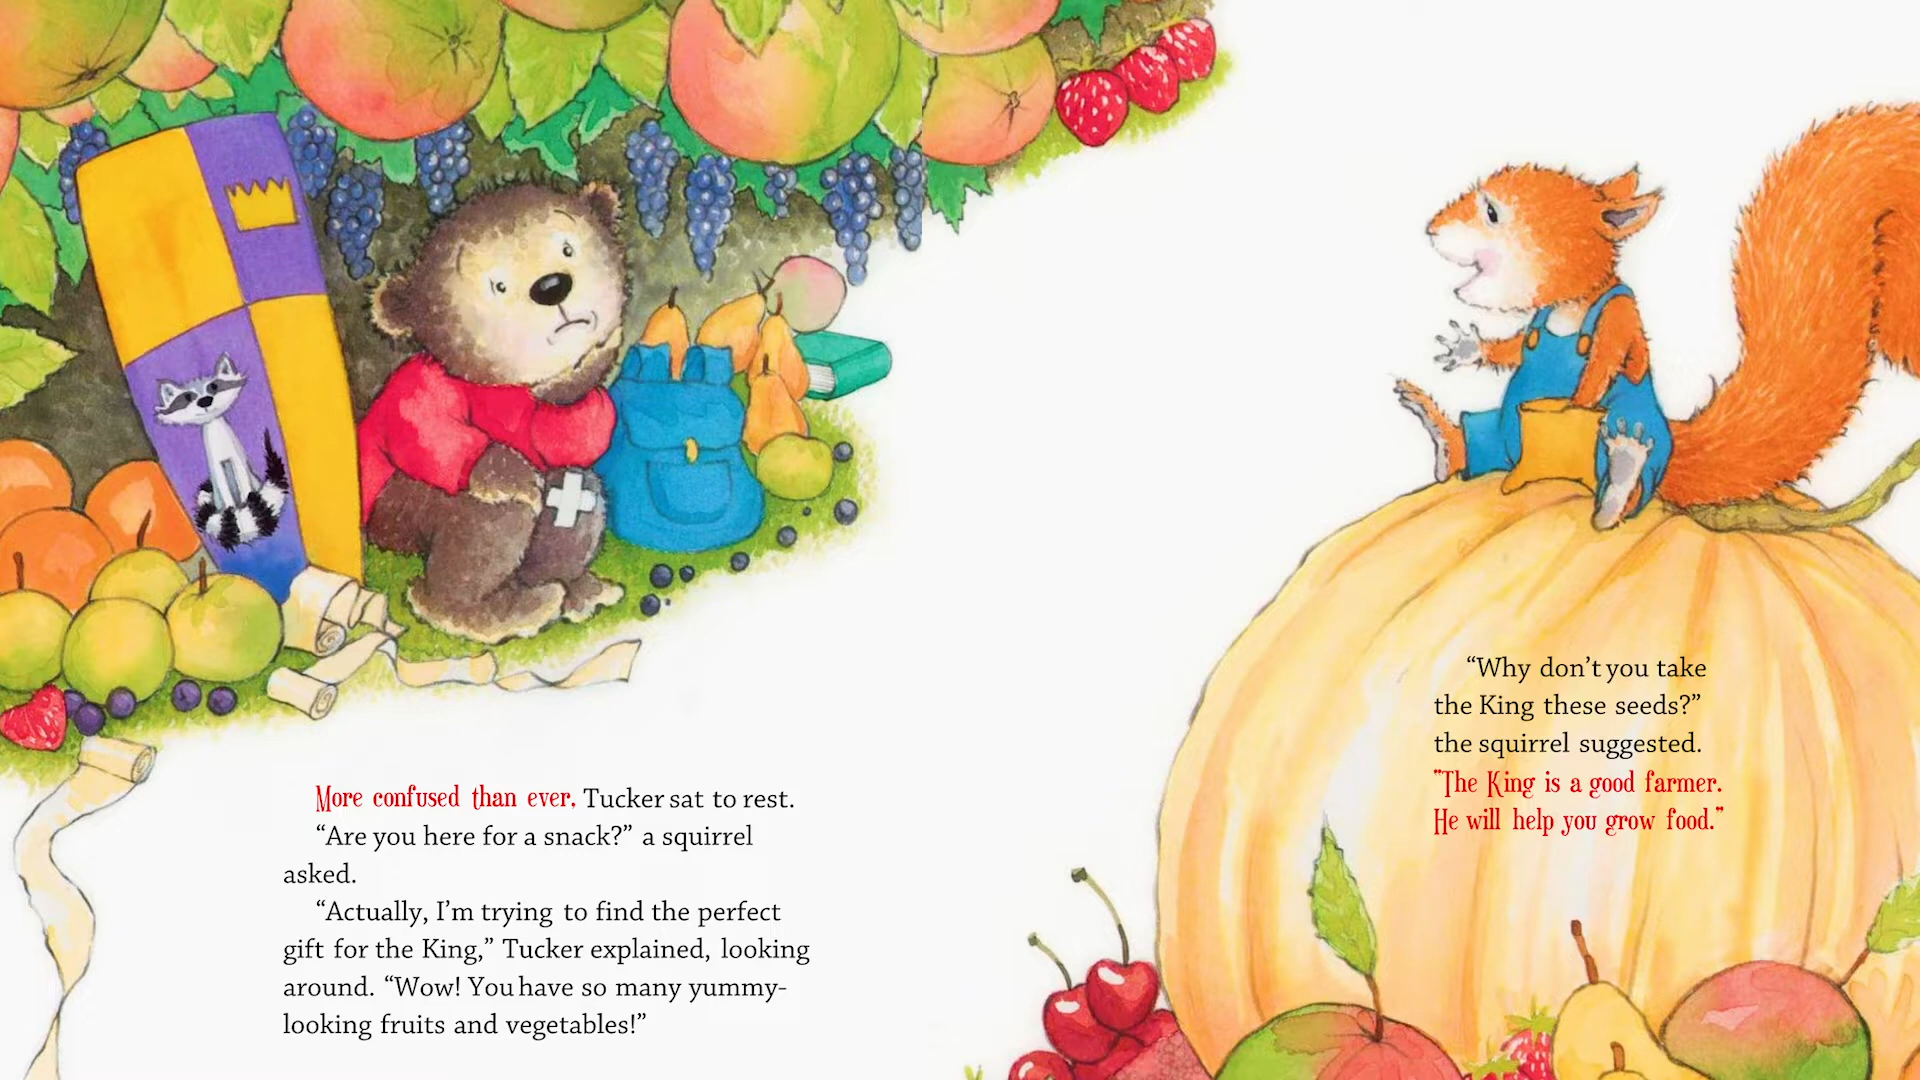 More confused than ever, Tucker sat to rest.
“Are you here for a snack?” a squirrel
asked.
“Actually, I’m trying to find the perfect
gift for the King,” Tucker explained, looking
around. “Wow! You have so many yummy-
looking fruits and vegetables!”
“Why don’t you take
the King these seeds?”
the squirrel suggested.
"The King is a good farmer.
He will help you grow food."